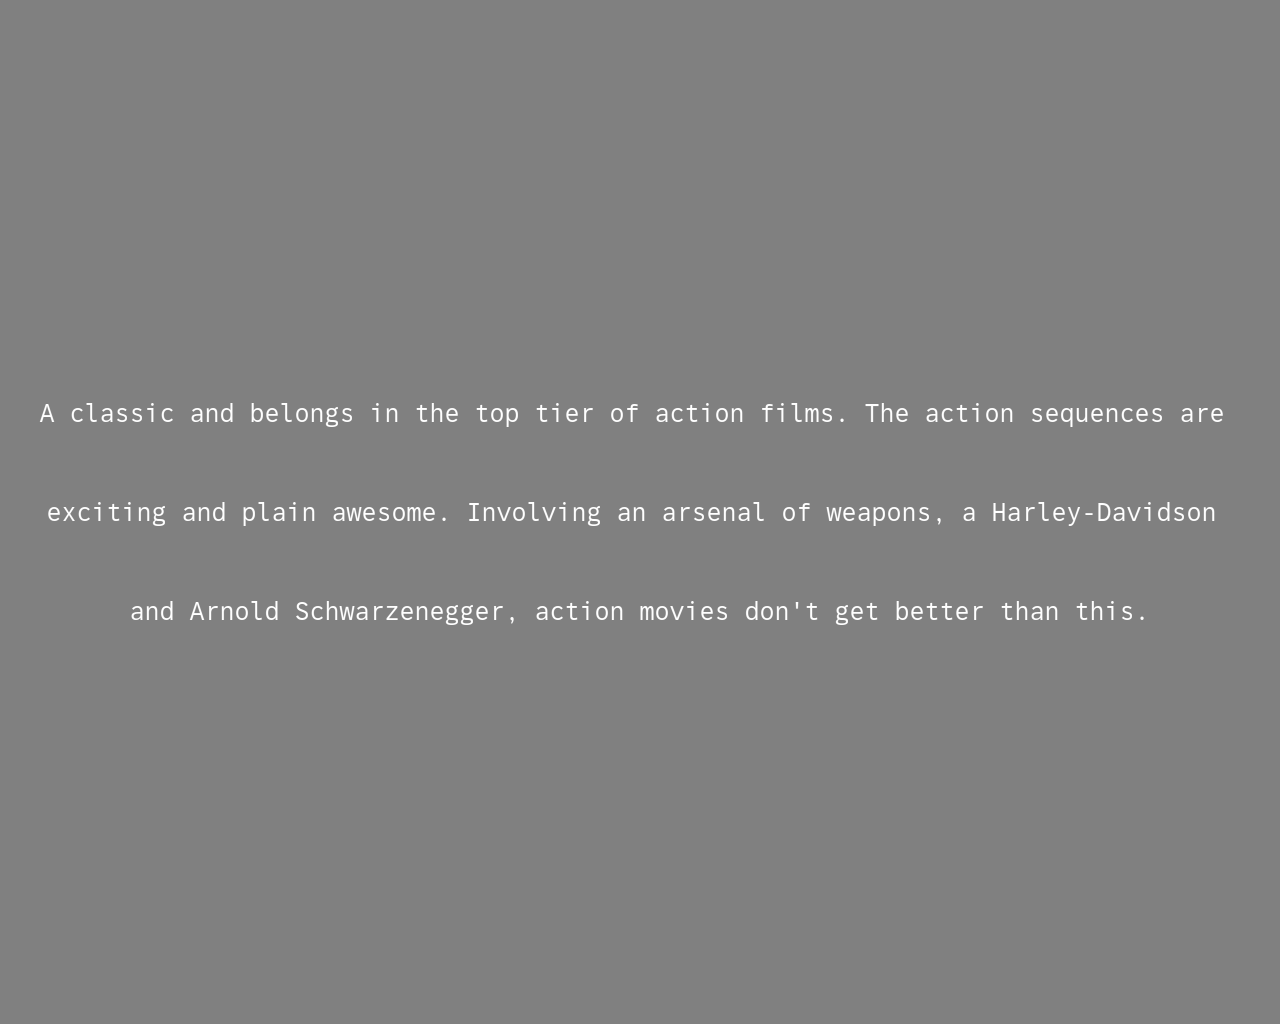 A classic and belongs in the top tier of action films. The action sequences are
exciting and plain awesome. Involving an arsenal of weapons, a Harley-Davidson
and Arnold Schwarzenegger, action movies don't get better than this.